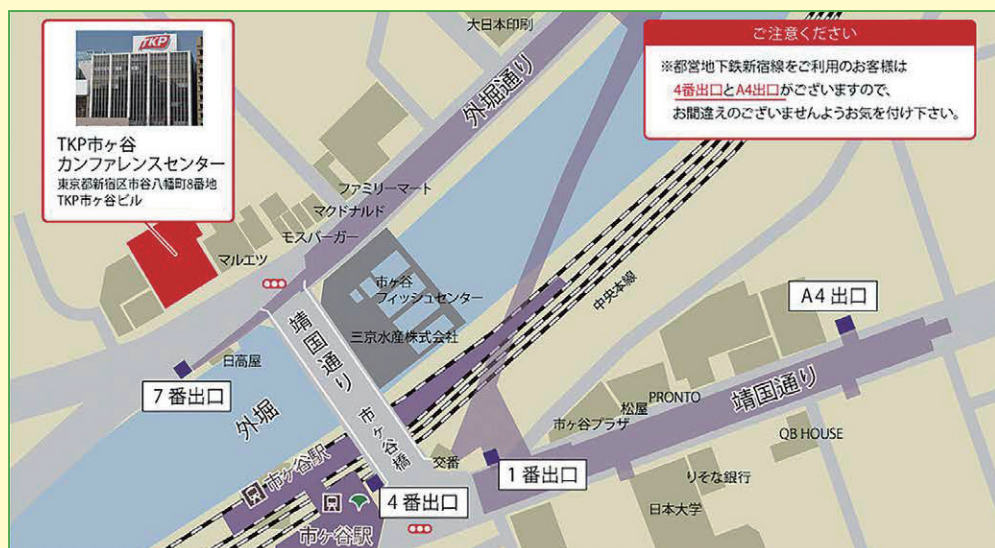 TKP
TKP市ヶ谷
カンファレンスセンター
東京都新宿区市谷八幡町8番地
TKP市ヶ谷ビル
大日本印刷
外堀通り
ご注意ください
※都営地下鉄新宿線をご利用のお客様は
4番出口とA4出口がございますので、
お間違えのございませんようお気を付け下さい。
ファミリーマート
マクドナルド
モスバーガー
マルエツ
市ヶ谷
フィッシュセンター
三京水産株式会社
中央本線
A4出口
靖国通り
日高屋
7番出口
外堀
市ヶ谷橋
PRONTO
松屋
市ヶ谷プラザ
靖国通り
QB HOUSE
交番
1番出口
りそな銀行
日本大学
市ヶ谷駅
4番出口
市ヶ谷駅